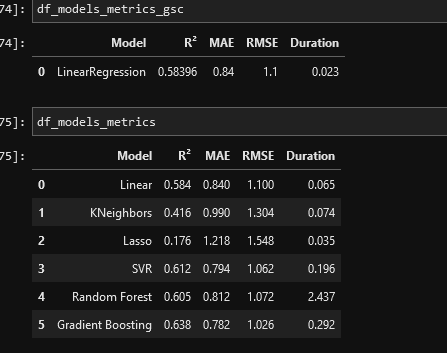 74]: df_models_metrics_gsc
74]: Model R² MAE RMSE Duration
0 LinearRegression 0.58396 0.84 1.1 0.023
75]: df_models_metrics
75]: Model R² MAE RMSE Duration
0 Linear 0.584 0.840 1.100 0.065
1 KNeighbors 0.416 0.990 1.304 0.074
2 Lasso 0.176 1.218 1.548 0.035
3 SVR 0.612 0.794 1.062 0.196
4 Random Forest 0.605 0.812 1.072 2.437
5 Gradient Boosting 0.638 0.782 1.026 0.292